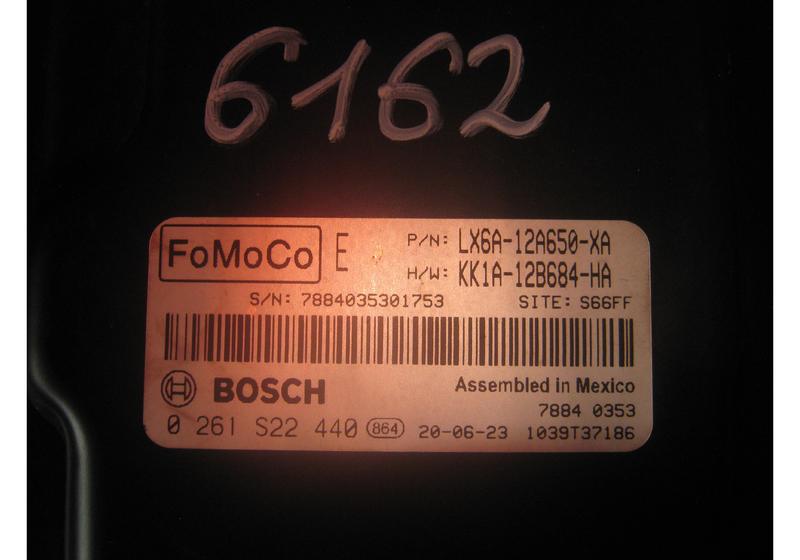 6162
FoMoCo E P/N: LX6A-12A650-XA
H/W: KK1A-12B684-HA
S/N: 7884035301753 SITE: S66FF
BOSCH Assembled in Mexico
7884 0353
0 261 S22 440 864 20-06-23 1039T37186